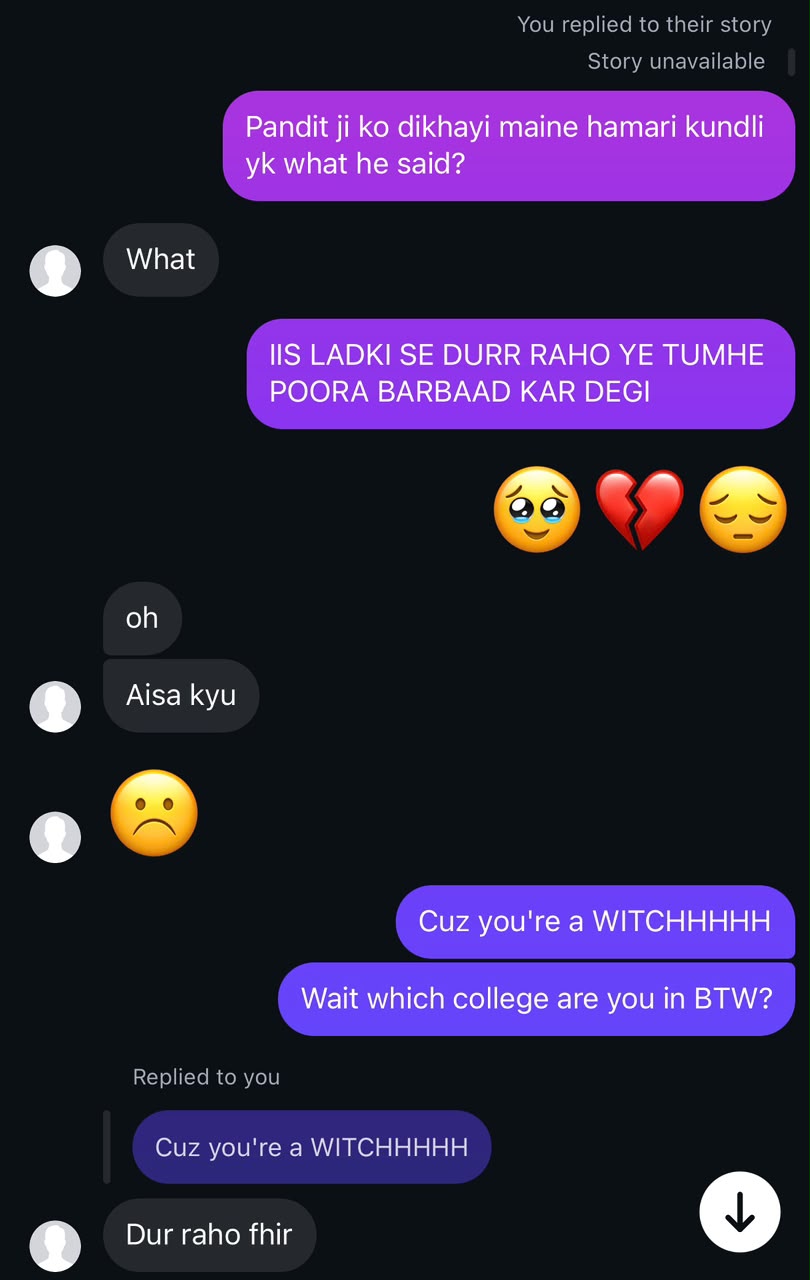 You replied to their story
Story unavailable
Pandit ji ko dikhayi maine hamari kundli
yk what he said?
What
IIS LADKI SE DURR RAHO YE TUMHE
POORA BARBAAD KAR DEGI
🥹💔😔
oh
Aisa kyu
☹️
Cuz you're a WITCHHHHH
Wait which college are you in BTW?
Replied to you
Cuz you're a WITCHHHHH
Dur raho fhir